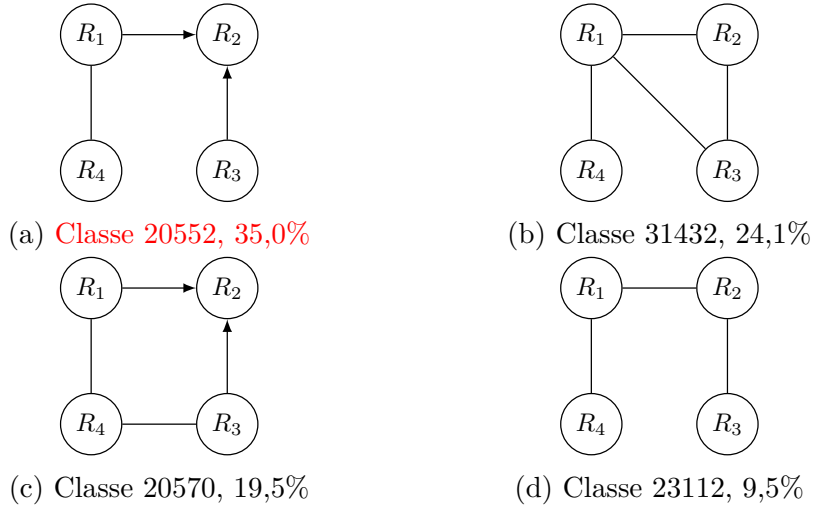 R1 R2 R1 R2
R4 R3 R4 R3
(a) Classe 20552, 35,0% (b) Classe 31432, 24,1%
R1 R2 R1 R2
R4 R3 R4 R3
(c) Classe 20570, 19,5% (d) Classe 23112, 9,5%